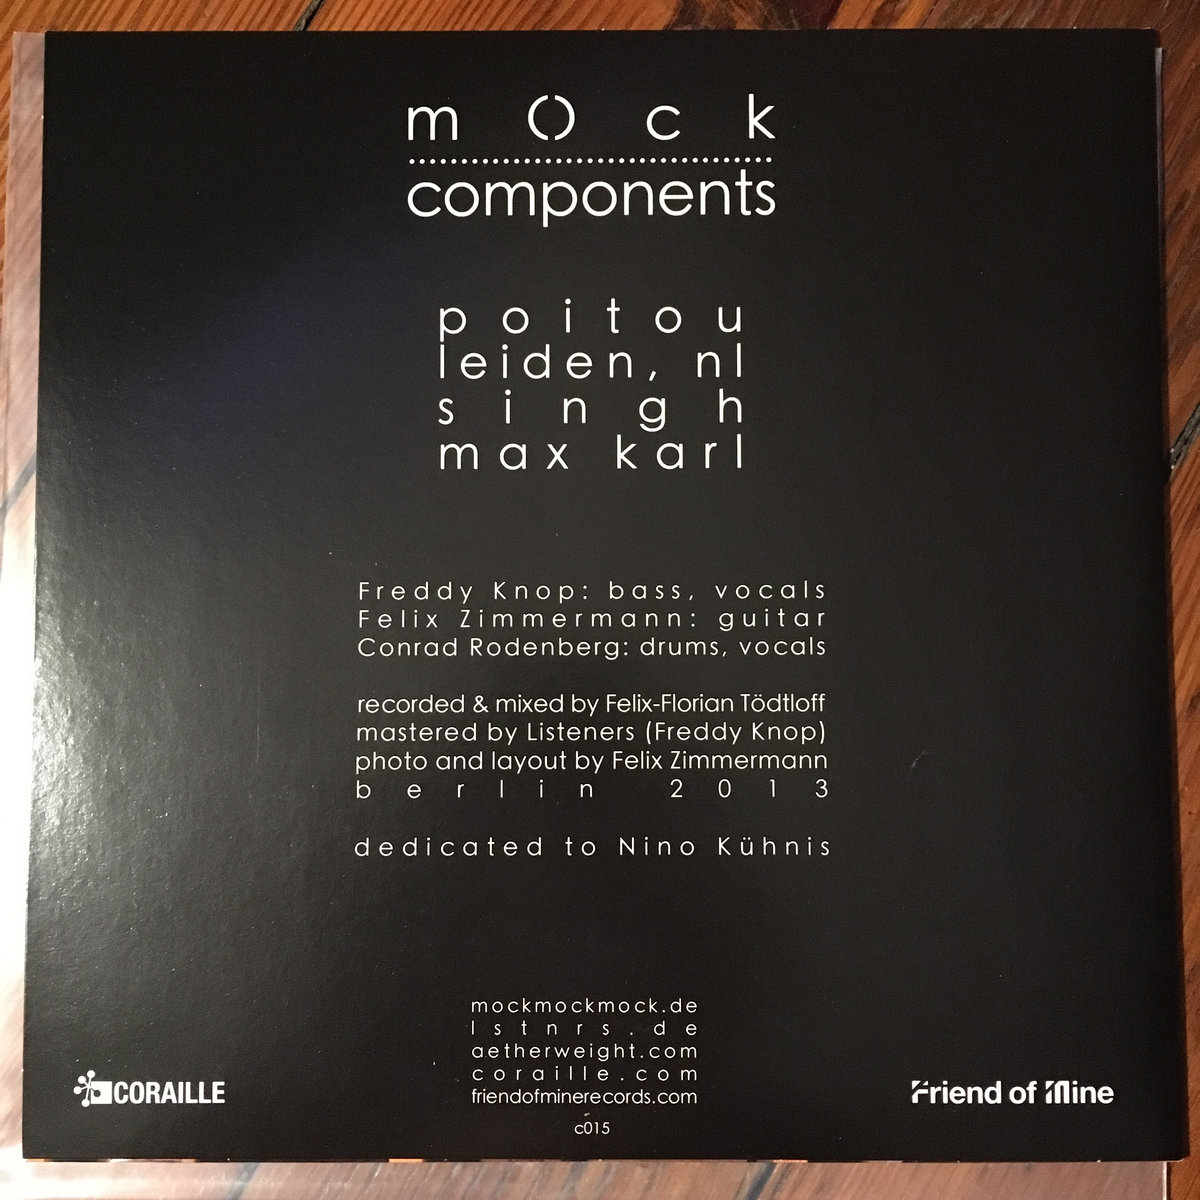 mock
components
poitou
leiden, nl
singh
max karl
Freddy Knop: bass, vocals
Felix Zimmermann: guitar
Conrad Rodenberg: drums, vocals
recorded & mixed by Felix-Florian Tödtloff
mastered by Listeners (Freddy Knop)
photo and layout by Felix Zimmermann
berlin 2013
dedicated to Nino Kühnis
mockmockmock.de
lstnrs.de
aetherweight.com
coraille.com
friendofminerecords.com
c015
CORAILLE
Friend of Mine